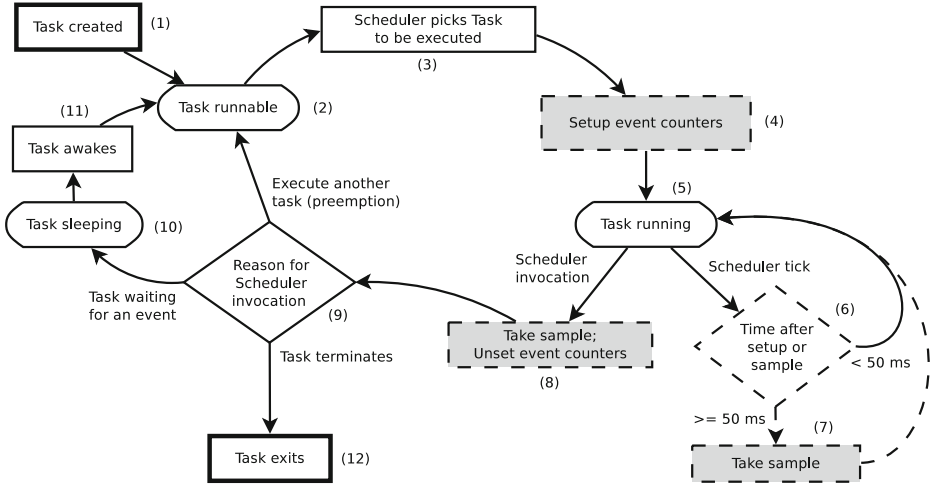 Task created
(1)
Scheduler picks Task
to be executed
(3)
(11)
Task runnable
(2)
Setup event counters
(4)
Task awakes
Execute another
task (preemption)
(5)
Task sleeping
(10)
Task running
Reason for
Scheduler
invocation
(9)
Scheduler
invocation
Scheduler tick
Task waiting
for an event
(6)
Time after
setup or
sample
< 50 ms
Take sample;
Unset event counters
(8)
Task terminates
>= 50 ms
(7)
Take sample
Task exits
(12)